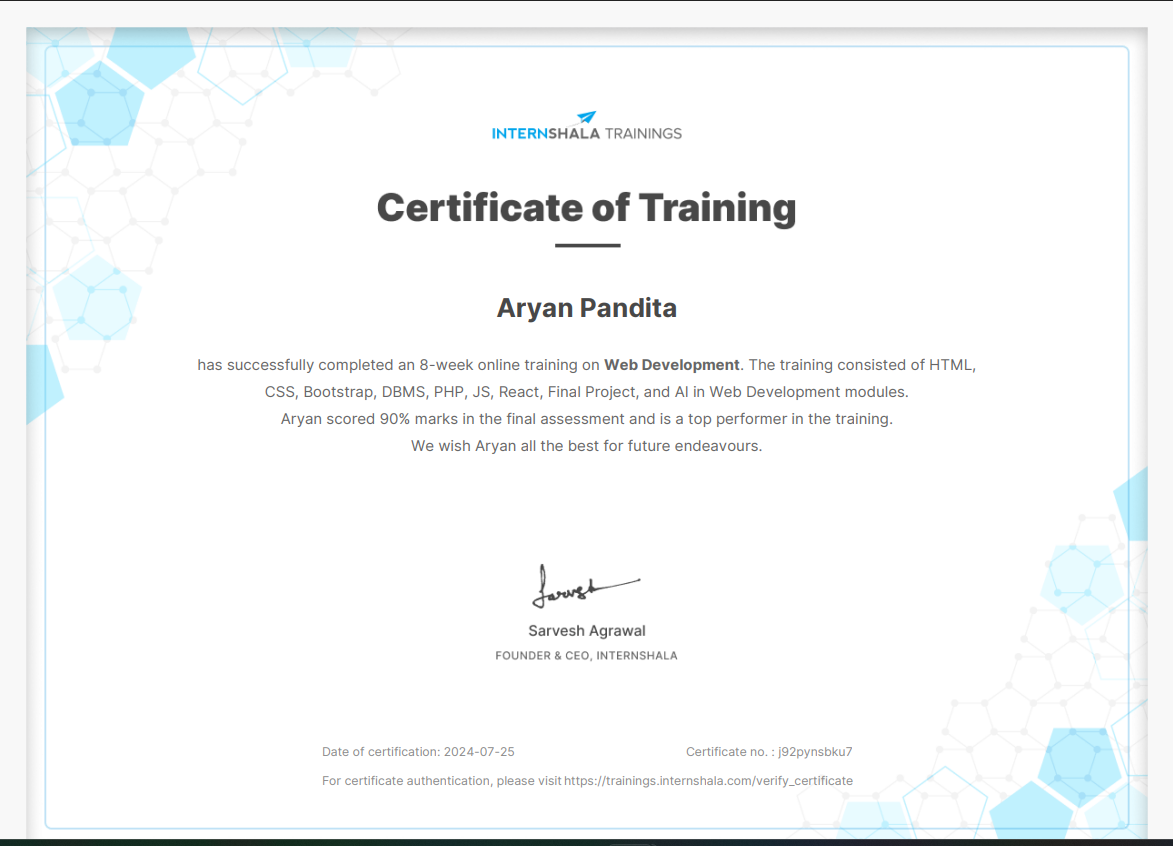 INTERNSHALA TRAININGS
Certificate of Training
Aryan Pandita
has successfully completed an 8-week online training on Web Development. The training consisted of HTML,
CSS, Bootstrap, DBMS, PHP, JS, React, Final Project, and AI in Web Development modules.
Aryan scored 90% marks in the final assessment and is a top performer in the training.
We wish Aryan all the best for future endeavours.
Sarvesh
Sarvesh Agrawal
FOUNDER & CEO, INTERNSHALA
Date of certification: 2024-07-25 Certificate no. : j92pynsbku7
For certificate authentication, please visit https://trainings.internshala.com/verify_certificate